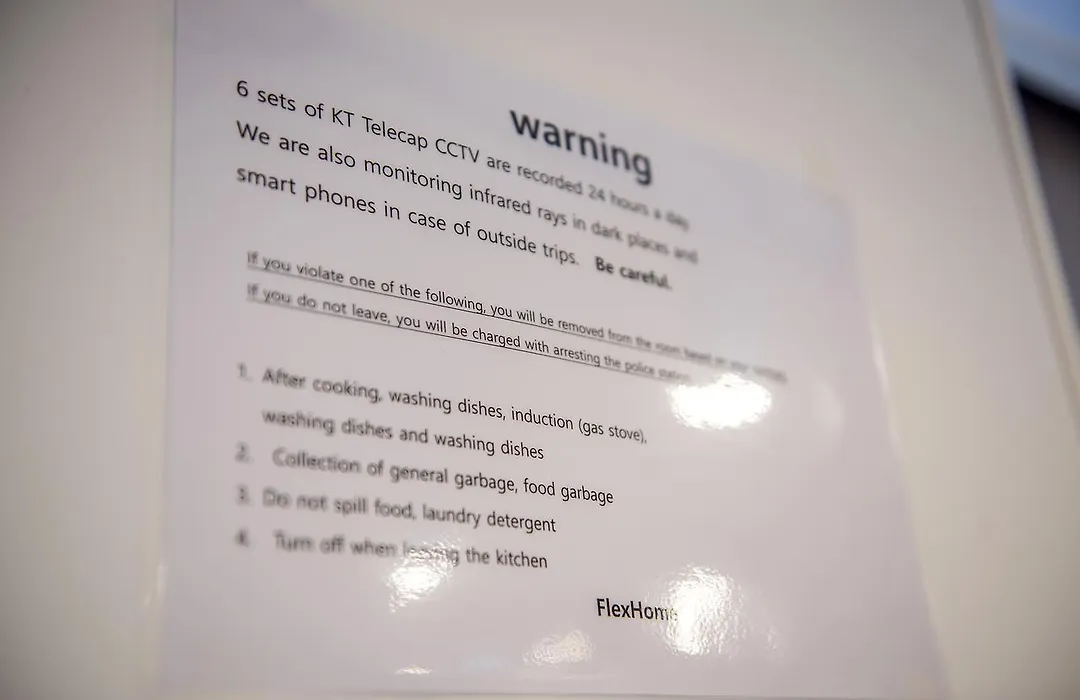 Warning
6 sets of KT Telecap CCTV are recorded 24 hours a day
We are also monitoring infrared rays in dark places and
smart phones in case of outside trips. Be careful.
If you violate one of the following, you will be removed from the room based on your
If you do not leave, you will be charged with arresting the police station
1. After cooking, washing dishes, induction (gas stove),
washing dishes and washing dishes
2. Collection of general garbage, food garbage
3. Do not spill food, laundry detergent
4. Turn off when leaving the kitchen
FlexHome